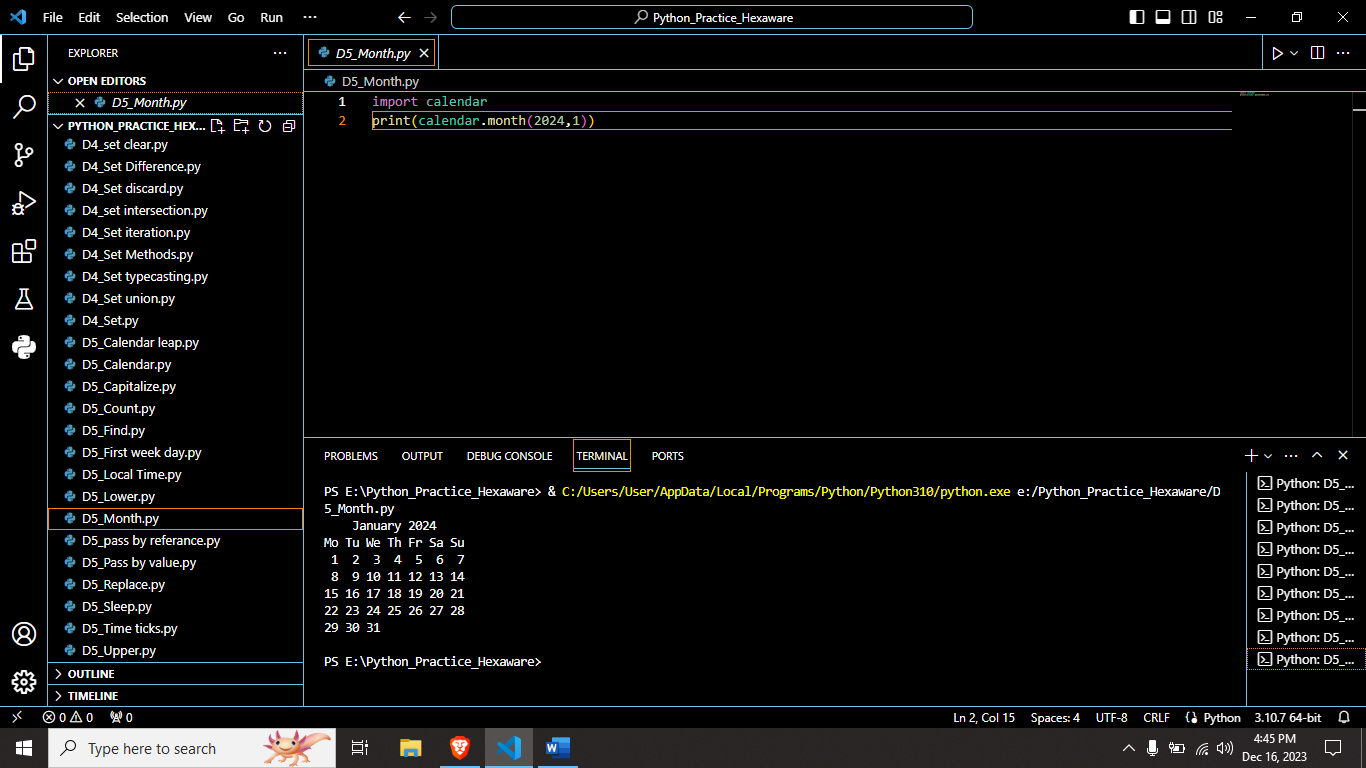 File Edit Selection View Go Run ···
Python_Practice_Hexaware
EXPLORER ···
OPEN EDITORS
D5_Month.py
PYTHON_PRACTICE_HEX...
D4_set clear.py
D4_Set Difference.py
D4_Set discard.py
D4_set intersection.py
D4_Set iteration.py
D4_Set Methods.py
D4_Set typecasting.py
D4_Set union.py
D4_Set.py
D5_Calendar leap.py
D5_Calendar.py
D5_Capitalize.py
D5_Count.py
D5_Find.py
D5_First week day.py
D5_Local Time.py
D5_Lower.py
D5_Month.py
D5_pass by referance.py
D5_Pass by value.py
D5_Replace.py
D5_Sleep.py
D5_Time ticks.py
D5_Upper.py
OUTLINE
TIMELINE
D5_Month.py
D5_Month.py
1 import calendar
2 print(calendar.month(2024,1))
PROBLEMS OUTPUT DEBUG CONSOLE TERMINAL PORTS
PS E:\Python_Practice_Hexaware> & C:/Users/User/AppData/Local/Programs/Python/Python310/python.exe e:/Python_Practice_Hexaware/D
5_Month.py
January 2024
Mo Tu We Th Fr Sa Su
1 2 3 4 5 6 7
8 9 10 11 12 13 14
15 16 17 18 19 20 21
22 23 24 25 26 27 28
29 30 31
PS E:\Python_Practice_Hexaware>
Python: D5_...
Python: D5_...
Python: D5_...
Python: D5_...
Python: D5_...
Python: D5_...
Python: D5_...
Python: D5_...
Python: D5_...
0 0 0 Ln 2, Col 15 Spaces: 4 UTF-8 CRLF Python 3.10.7 64-bit
Type here to search
4:45 PM
Dec 16, 2023